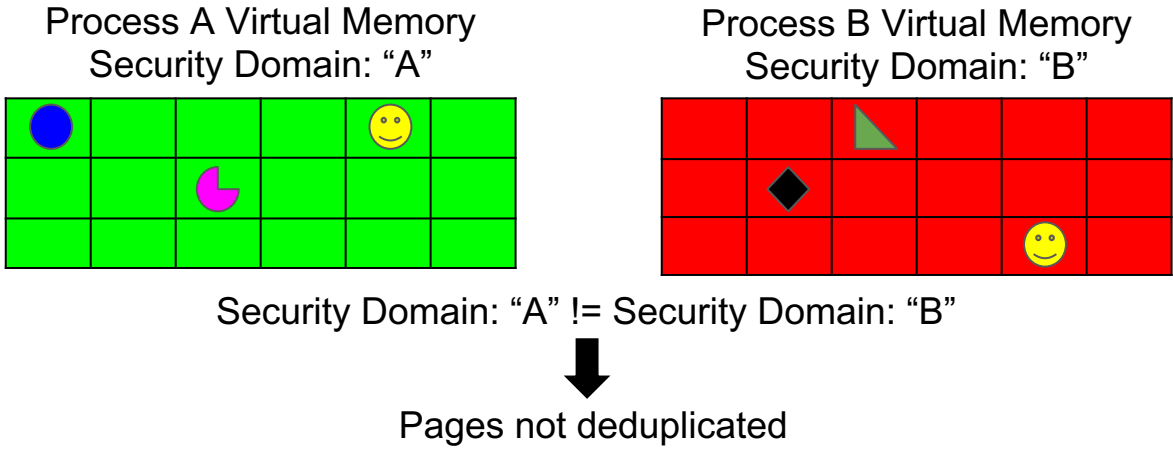 Process A Virtual Memory
Security Domain: “A”
Process B Virtual Memory
Security Domain: “B”
Security Domain: “A” != Security Domain: “B”
Pages not deduplicated